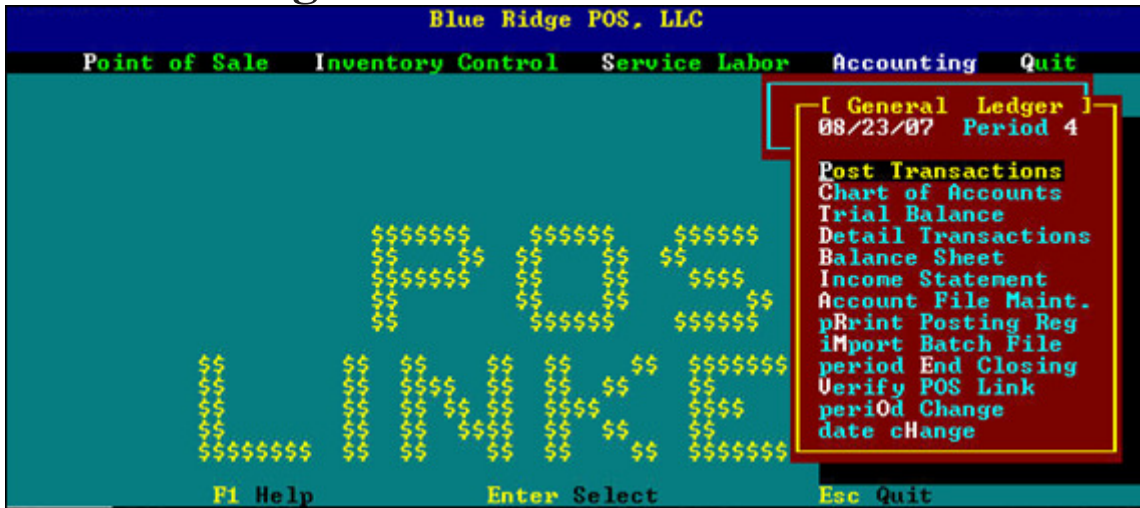 Blue Ridge POS, LLC
Point of Sale Inventory Control Service Labor Accounting Quit
[ General Ledger ]
08/23/07 Period 4
Post Transactions
Chart of Accounts
Trial Balance
Detail Transactions
Balance Sheet
Income Statement
Account File Maint.
pRrint Posting Reg
iMport Batch File
period End Closing
Verify POS Link
periOd Change
date cHange
POS
LINKE
F1 Help Enter Select Esc Quit